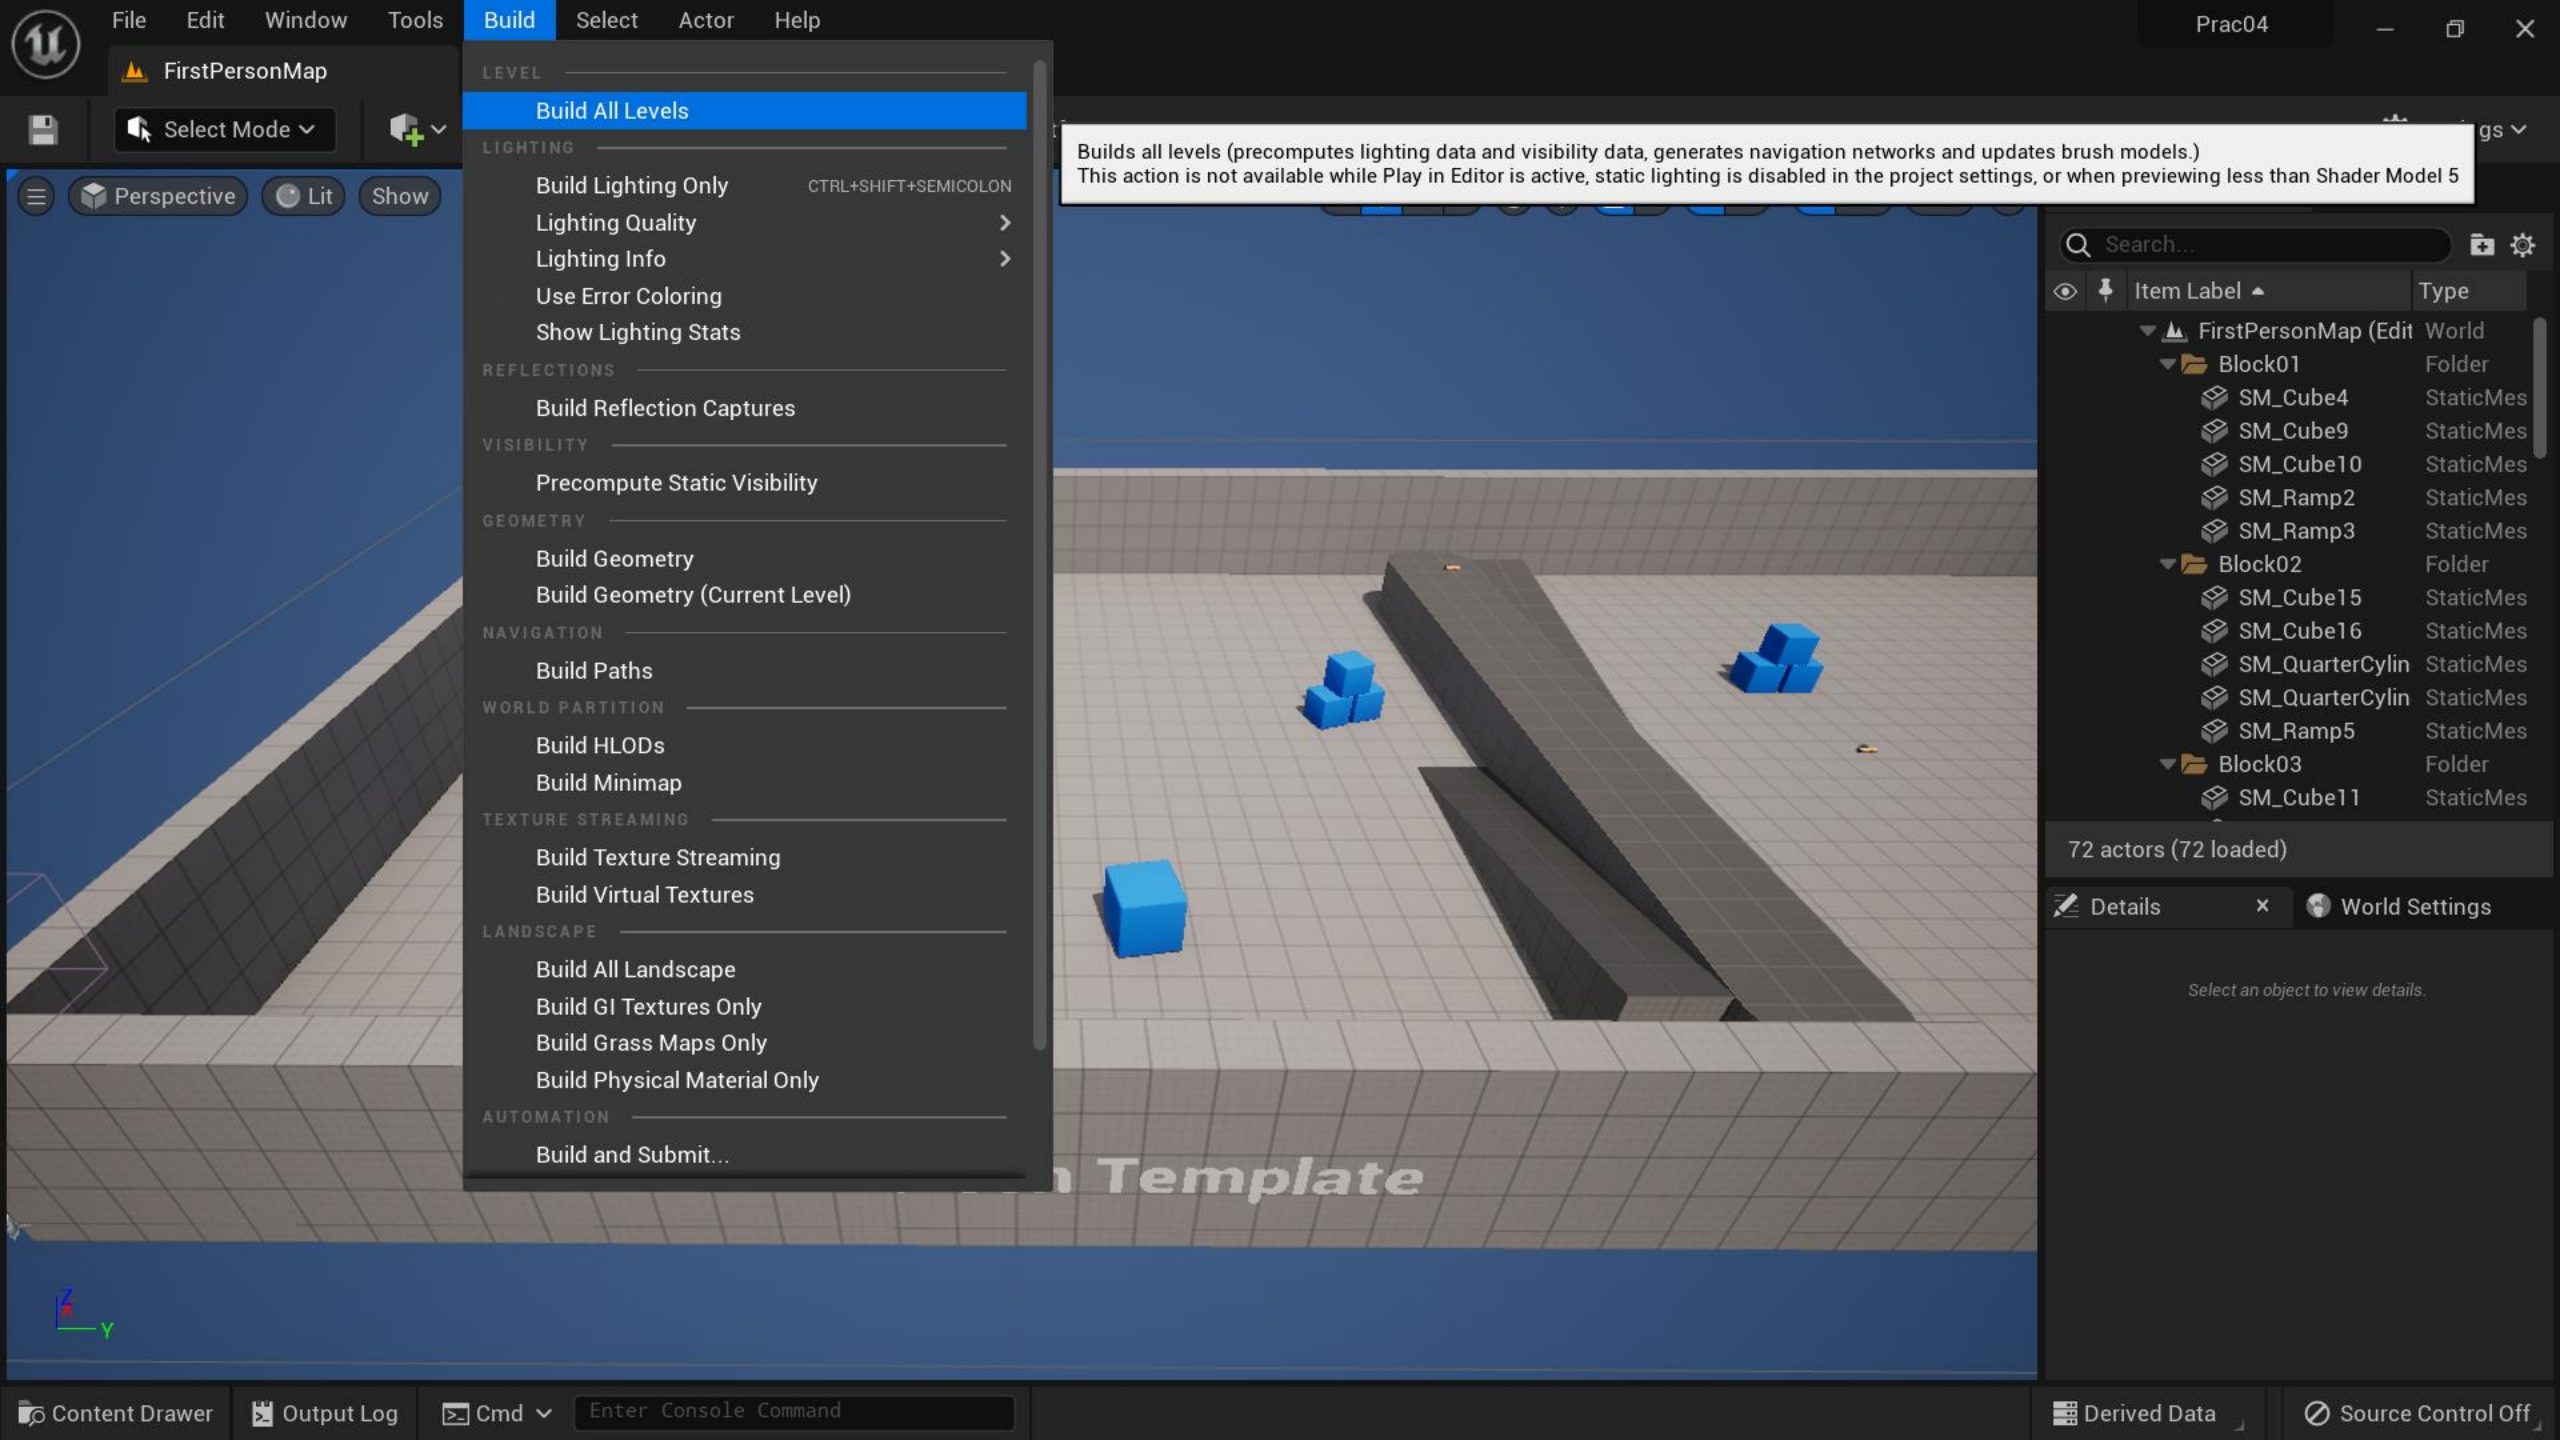 File Edit Window Tools Build Select Actor Help
Prac04
FirstPersonMap
Select Mode
gs
LEVEL
Build All Levels
Builds all levels (precomputes lighting data and visibility data, generates navigation networks and updates brush models.)
This action is not available while Play in Editor is active, static lighting is disabled in the project settings, or when previewing less than Shader Model 5
LIGHTING
Build Lighting Only CTRL+SHIFT+SEMICOLON
Lighting Quality
Lighting Info
Use Error Coloring
Show Lighting Stats
REFLECTIONS
Build Reflection Captures
VISIBILITY
Precompute Static Visibility
GEOMETRY
Build Geometry
Build Geometry (Current Level)
NAVIGATION
Build Paths
WORLD PARTITION
Build HLODs
Build Minimap
TEXTURE STREAMING
Build Texture Streaming
Build Virtual Textures
LANDSCAPE
Build All Landscape
Build GI Textures Only
Build Grass Maps Only
Build Physical Material Only
AUTOMATION
Build and Submit...
Perspective Lit Show
Template
Z
Y
Search...
Item Label Type
FirstPersonMap (Edit World
Block01 Folder
SM_Cube4 StaticMes
SM_Cube9 StaticMes
SM_Cube10 StaticMes
SM_Ramp2 StaticMes
SM_Ramp3 StaticMes
Block02 Folder
SM_Cube15 StaticMes
SM_Cube16 StaticMes
SM_QuarterCylin StaticMes
SM_QuarterCylin StaticMes
SM_Ramp5 StaticMes
Block03 Folder
SM_Cube11 StaticMes
72 actors (72 loaded)
Details World Settings
Select an object to view details.
Content Drawer Output Log Cmd Enter Console Command
Derived Data Source Control Off